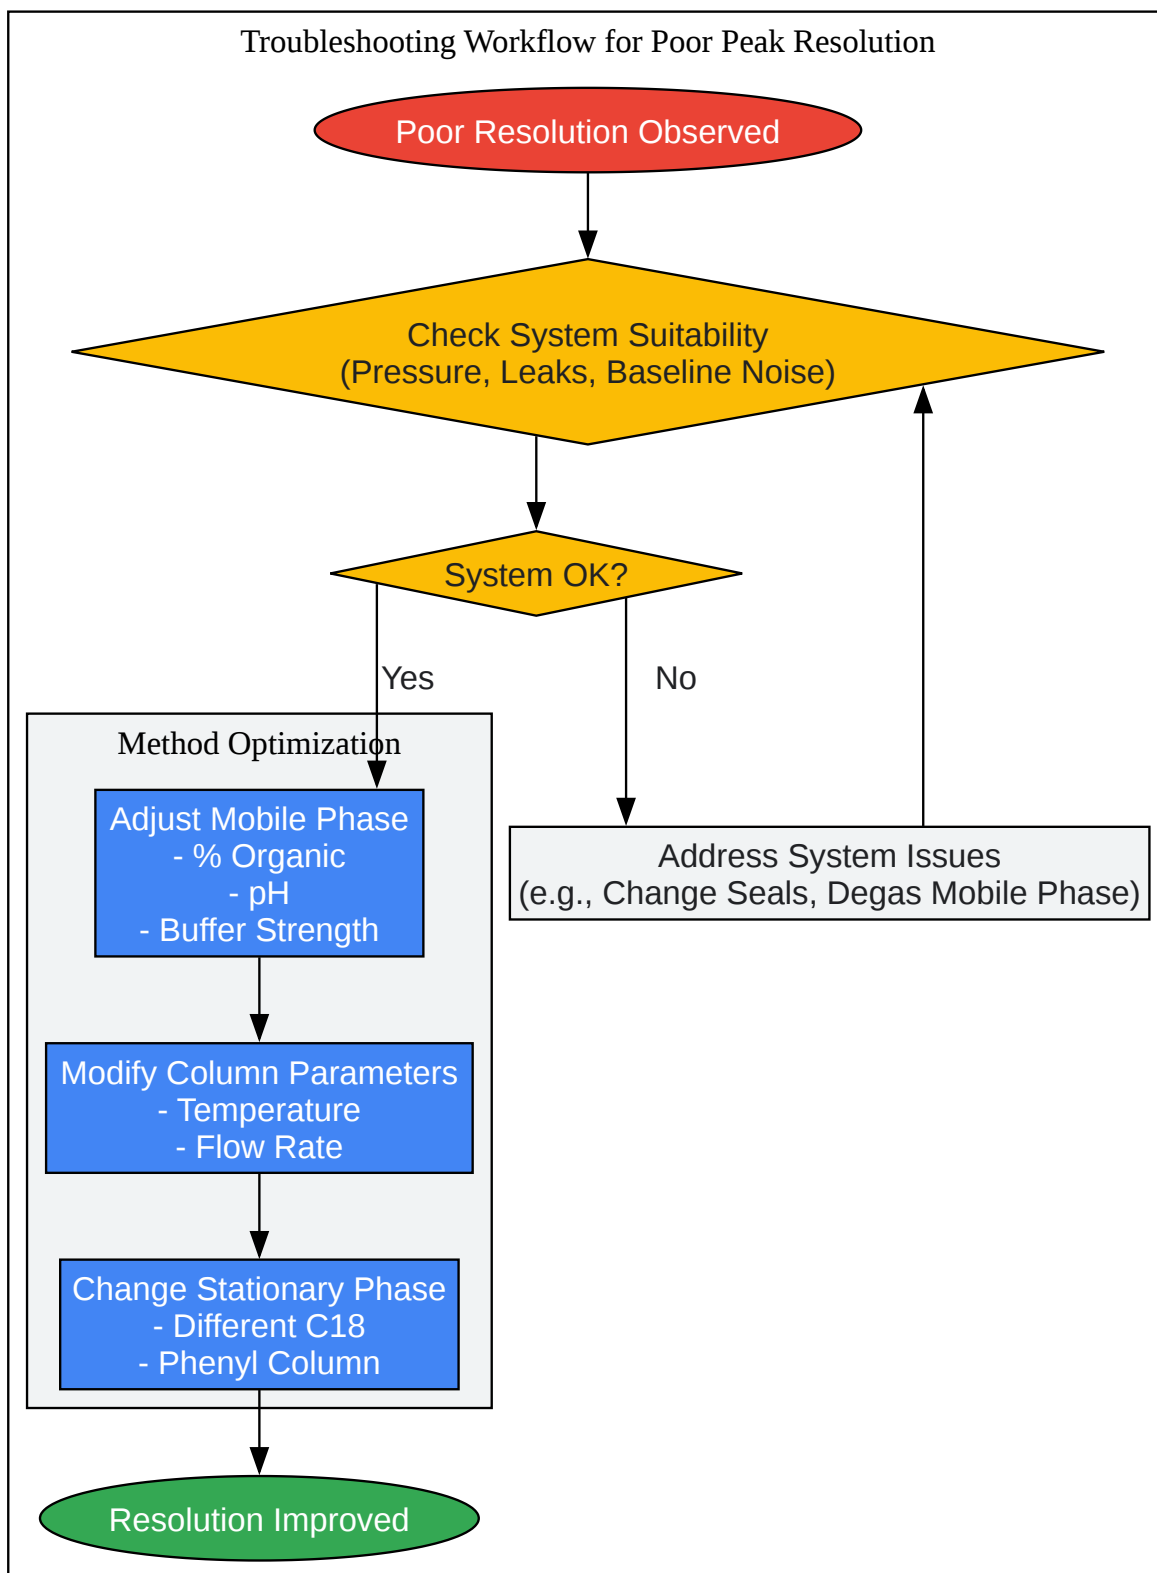 Troubleshooting Workflow for Poor Peak Resolution
Poor Resolution Observed
Check System Suitability
(Pressure, Leaks, Baseline Noise)
System OK?
Yes
No
Method Optimization
Adjust Mobile Phase
- % Organic
- pH
- Buffer Strength
Address System Issues
(e.g., Change Seals, Degas Mobile Phase)
Modify Column Parameters
- Temperature
- Flow Rate
Change Stationary Phase
- Different C18
- Phenyl Column
Resolution Improved